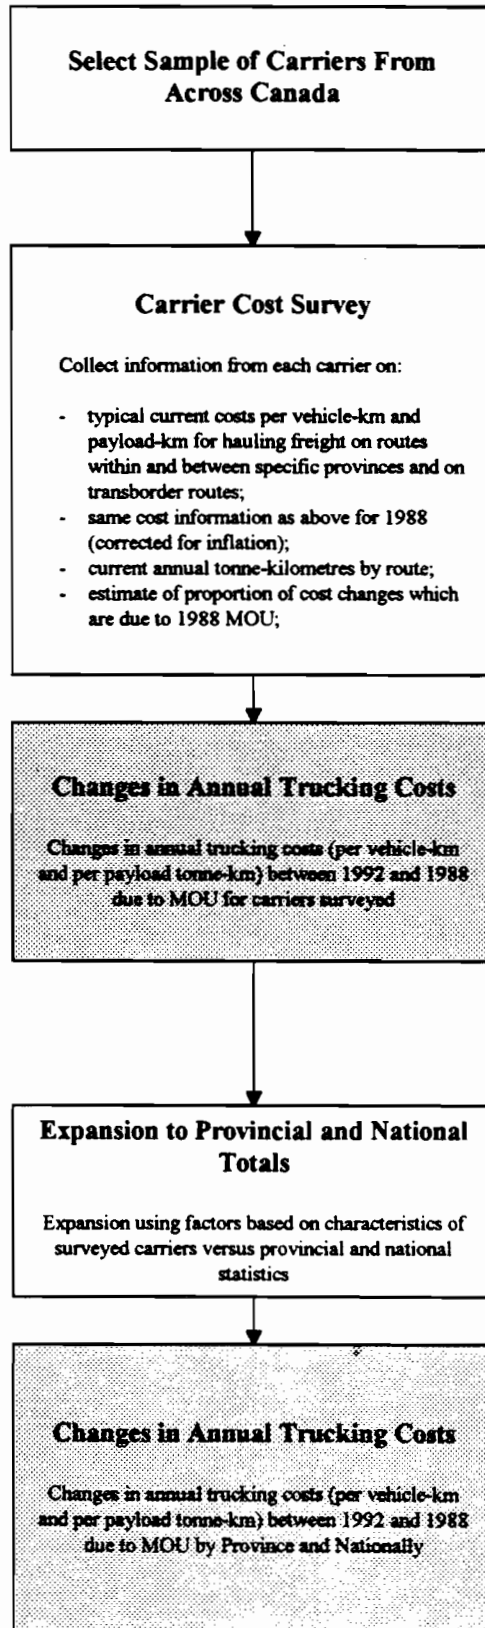 Select Sample of Carriers From
Across Canada
Carrier Cost Survey
Collect information from each carrier on:
- typical current costs per vehicle-km and
payload-km for hauling freight on routes
within and between specific provinces and on
transborder routes;
- same cost information as above for 1988
(corrected for inflation);
- current annual tonne-kilometres by route;
- estimate of proportion of cost changes which
are due to 1988 MOU;
Changes in Annual Trucking Costs
Changes in annual trucking costs (per vehicle-km
and per payload tonne-km) between 1992 and 1988
due to MOU for carriers surveyed
Expansion to Provincial and National
Totals
Expansion using factors based on characteristics of
surveyed carriers versus provincial and national
statistics
Changes in Annual Trucking Costs
Changes in annual trucking costs (per vehicle-km
and per payload tonne-km) between 1992 and 1988
due to MOU by Province and Nationally